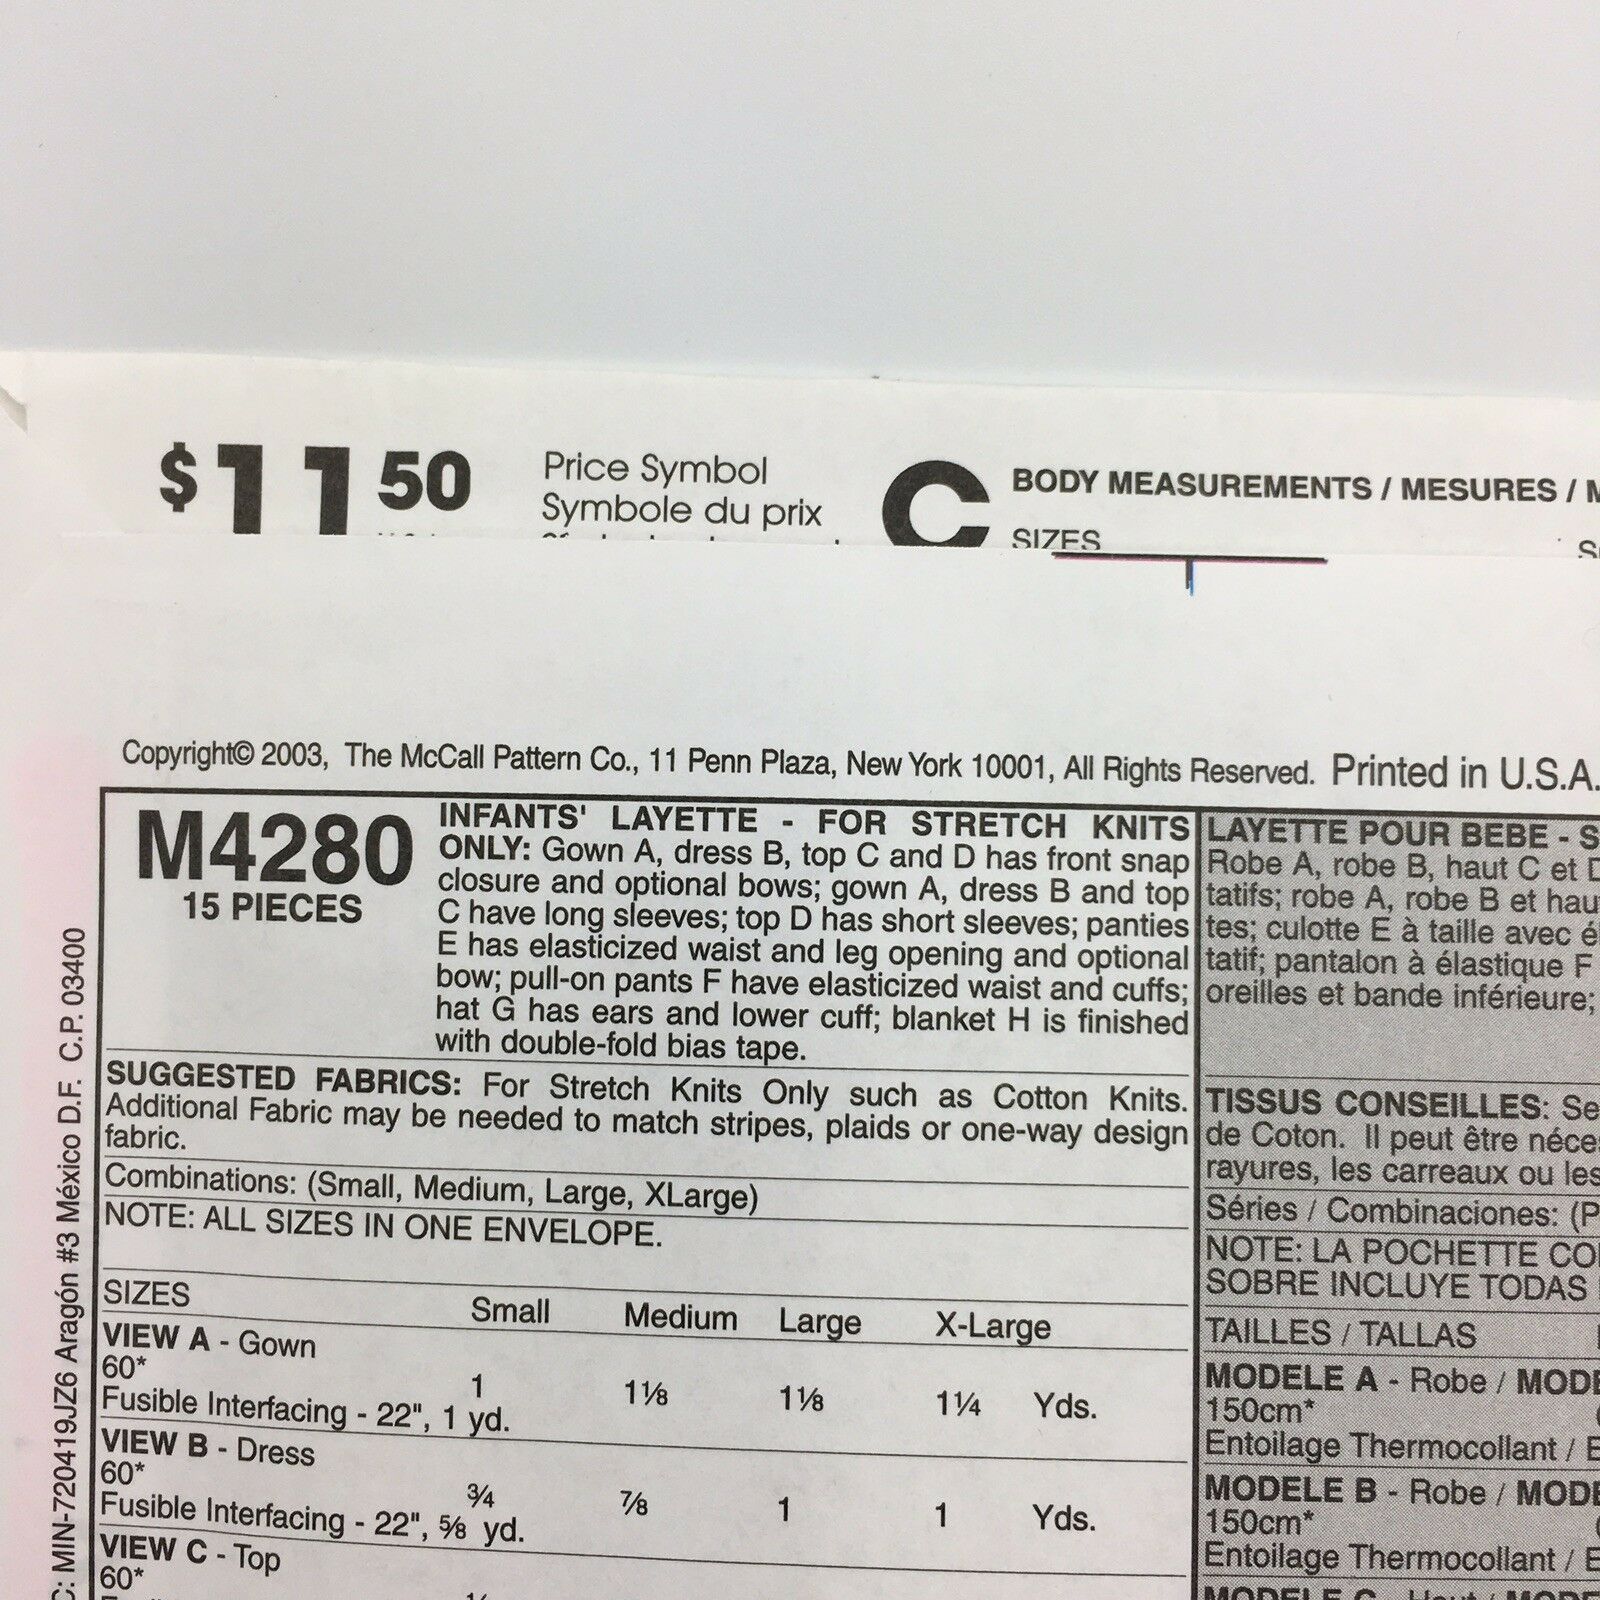 $11 50
Price Symbol
Symbole du prix
C
BODY MEASUREMENTS / MESURES /
SIZES
Copyright© 2003, The McCall Pattern Co., 11 Penn Plaza, New York 10001, All Rights Reserved. Printed in U.S.A.
M4280
15 PIECES
INFANTS' LAYETTE - FOR STRETCH KNITS
ONLY: Gown A, dress B, top C and D has front snap
closure and optional bows; gown A, dress B and top
C have long sleeves; top D has short sleeves; panties
E has elasticized waist and leg opening and optional
bow; pull-on pants F have elasticized waist and cuffs;
hat G has ears and lower cuff; blanket H is finished
with double-fold bias tape.
SUGGESTED FABRICS: For Stretch Knits Only such as Cotton Knits.
Additional Fabric may be needed to match stripes, plaids or one-way design
fabric.
Combinations: (Small, Medium, Large, XLarge)
NOTE: ALL SIZES IN ONE ENVELOPE.
SIZES Small Medium Large X-Large
VIEW A - Gown
60* 1 1⅛ 1⅛ 1¼ Yds.
Fusible Interfacing - 22", 1 yd.
VIEW B - Dress
60* ¾ ⅞ 1 1 Yds.
Fusible Interfacing - 22", ⅝ yd.
VIEW C - Top
60*
LAYETTE POUR BEBE - S
Robe A, robe B, haut C et D
tatifs; robe A, robe B et hau
tes; culotte E à taille avec é
tatif; pantalon à élastique F
oreilles et bande inférieure;
TISSUS CONSEILLES: Se
de Coton. Il peut être néces
rayures, les carreaux ou les
Séries / Combinaciones: (P
NOTE: LA POCHETTE CO
SOBRE INCLUYE TODAS
TAILLES / TALLAS
MODELE A - Robe / MODE
150cm*
Entoilage Thermocollant / E
MODELE B - Robe / MODE
150cm*
Entoilage Thermocollant / E
MODELE C - Haut / MODE
C: MIN-720419JZ6 Aragón #3 México D.F. C.P. 03400